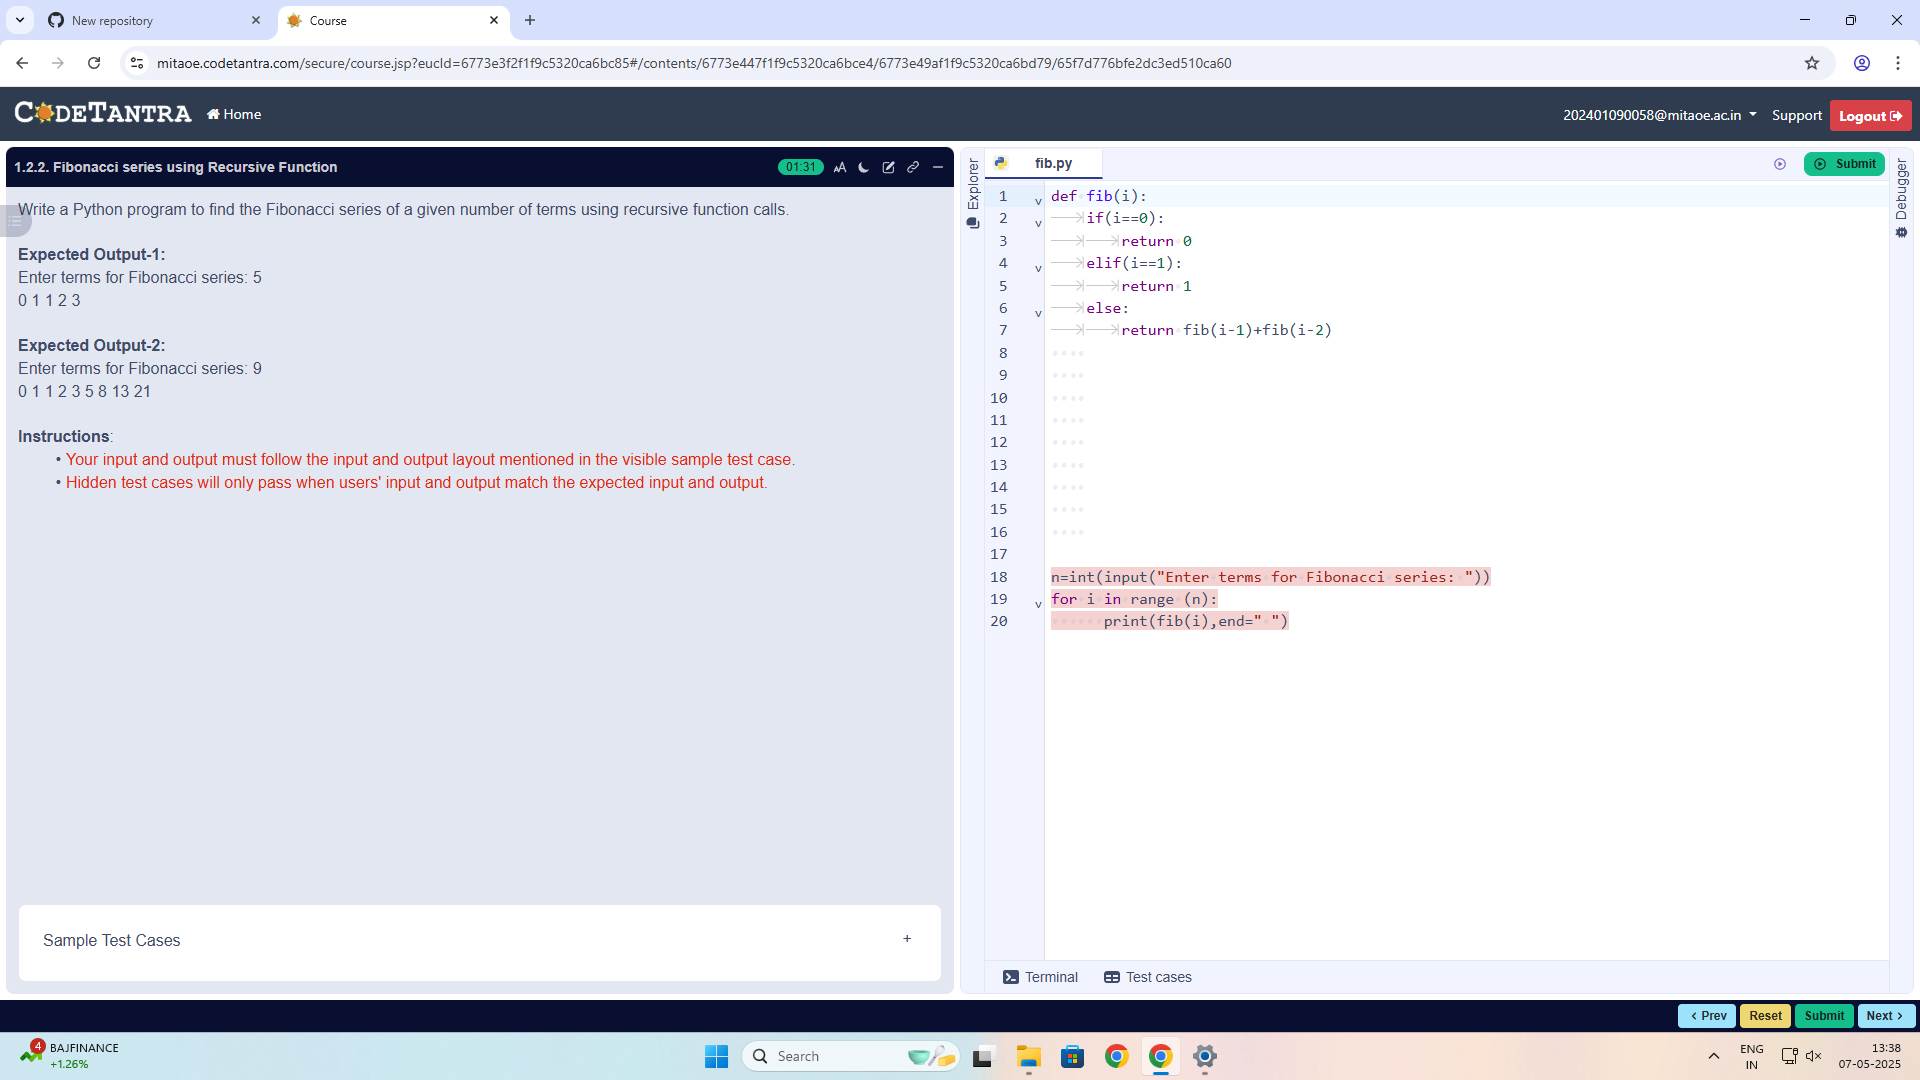 New repository
Course
mitaoe.codetantra.com/secure/course.jsp?eucId=6773e3f2f1f9c5320ca6bc85#/contents/6773e447f1f9c5320ca6bce4/6773e49af1f9c5320ca6bd79/65f7d776bfe2dc3ed510ca60
CODETANTRA
Home
202401090058@mitaoe.ac.in
Support
Logout
1.2.2. Fibonacci series using Recursive Function
01:31
AA
Write a Python program to find the Fibonacci series of a given number of terms using recursive function calls.
Expected Output-1:
Enter terms for Fibonacci series: 5
0 1 1 2 3
Expected Output-2:
Enter terms for Fibonacci series: 9
0 1 1 2 3 5 8 13 21
Instructions:
• Your input and output must follow the input and output layout mentioned in the visible sample test case.
• Hidden test cases will only pass when users' input and output match the expected input and output.
Sample Test Cases
+
Explorer
fib.py
Submit
Debugger
1 def fib(i):
2 if(i==0):
3 return 0
4 elif(i==1):
5 return 1
6 else:
7 return fib(i-1)+fib(i-2)
8
9
10
11
12
13
14
15
16
17
18 n=int(input("Enter terms for Fibonacci series: "))
19 for i in range (n):
20 print(fib(i),end=" ")
Terminal
Test cases
< Prev
Reset
Submit
Next >
4
BAJFINANCE
+1.26%
Search
ENG
IN
13:38
07-05-2025